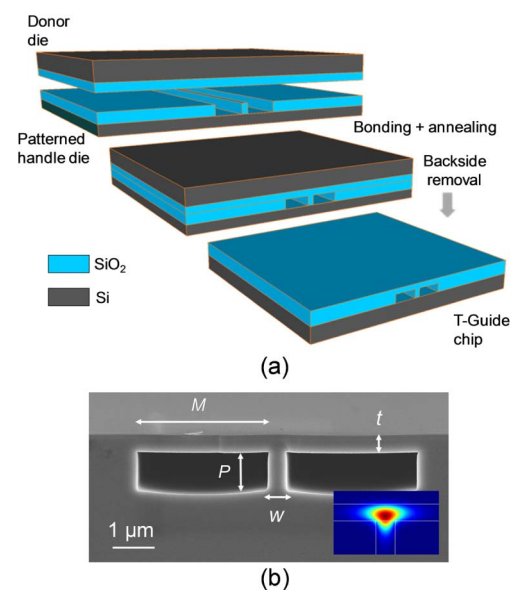 Donor
die
Patterned
handle die
Bonding + annealing
Backside
removal
SiO₂
Si
T-Guide
chip
(a)
M
t
P
w
1 μm
(b)